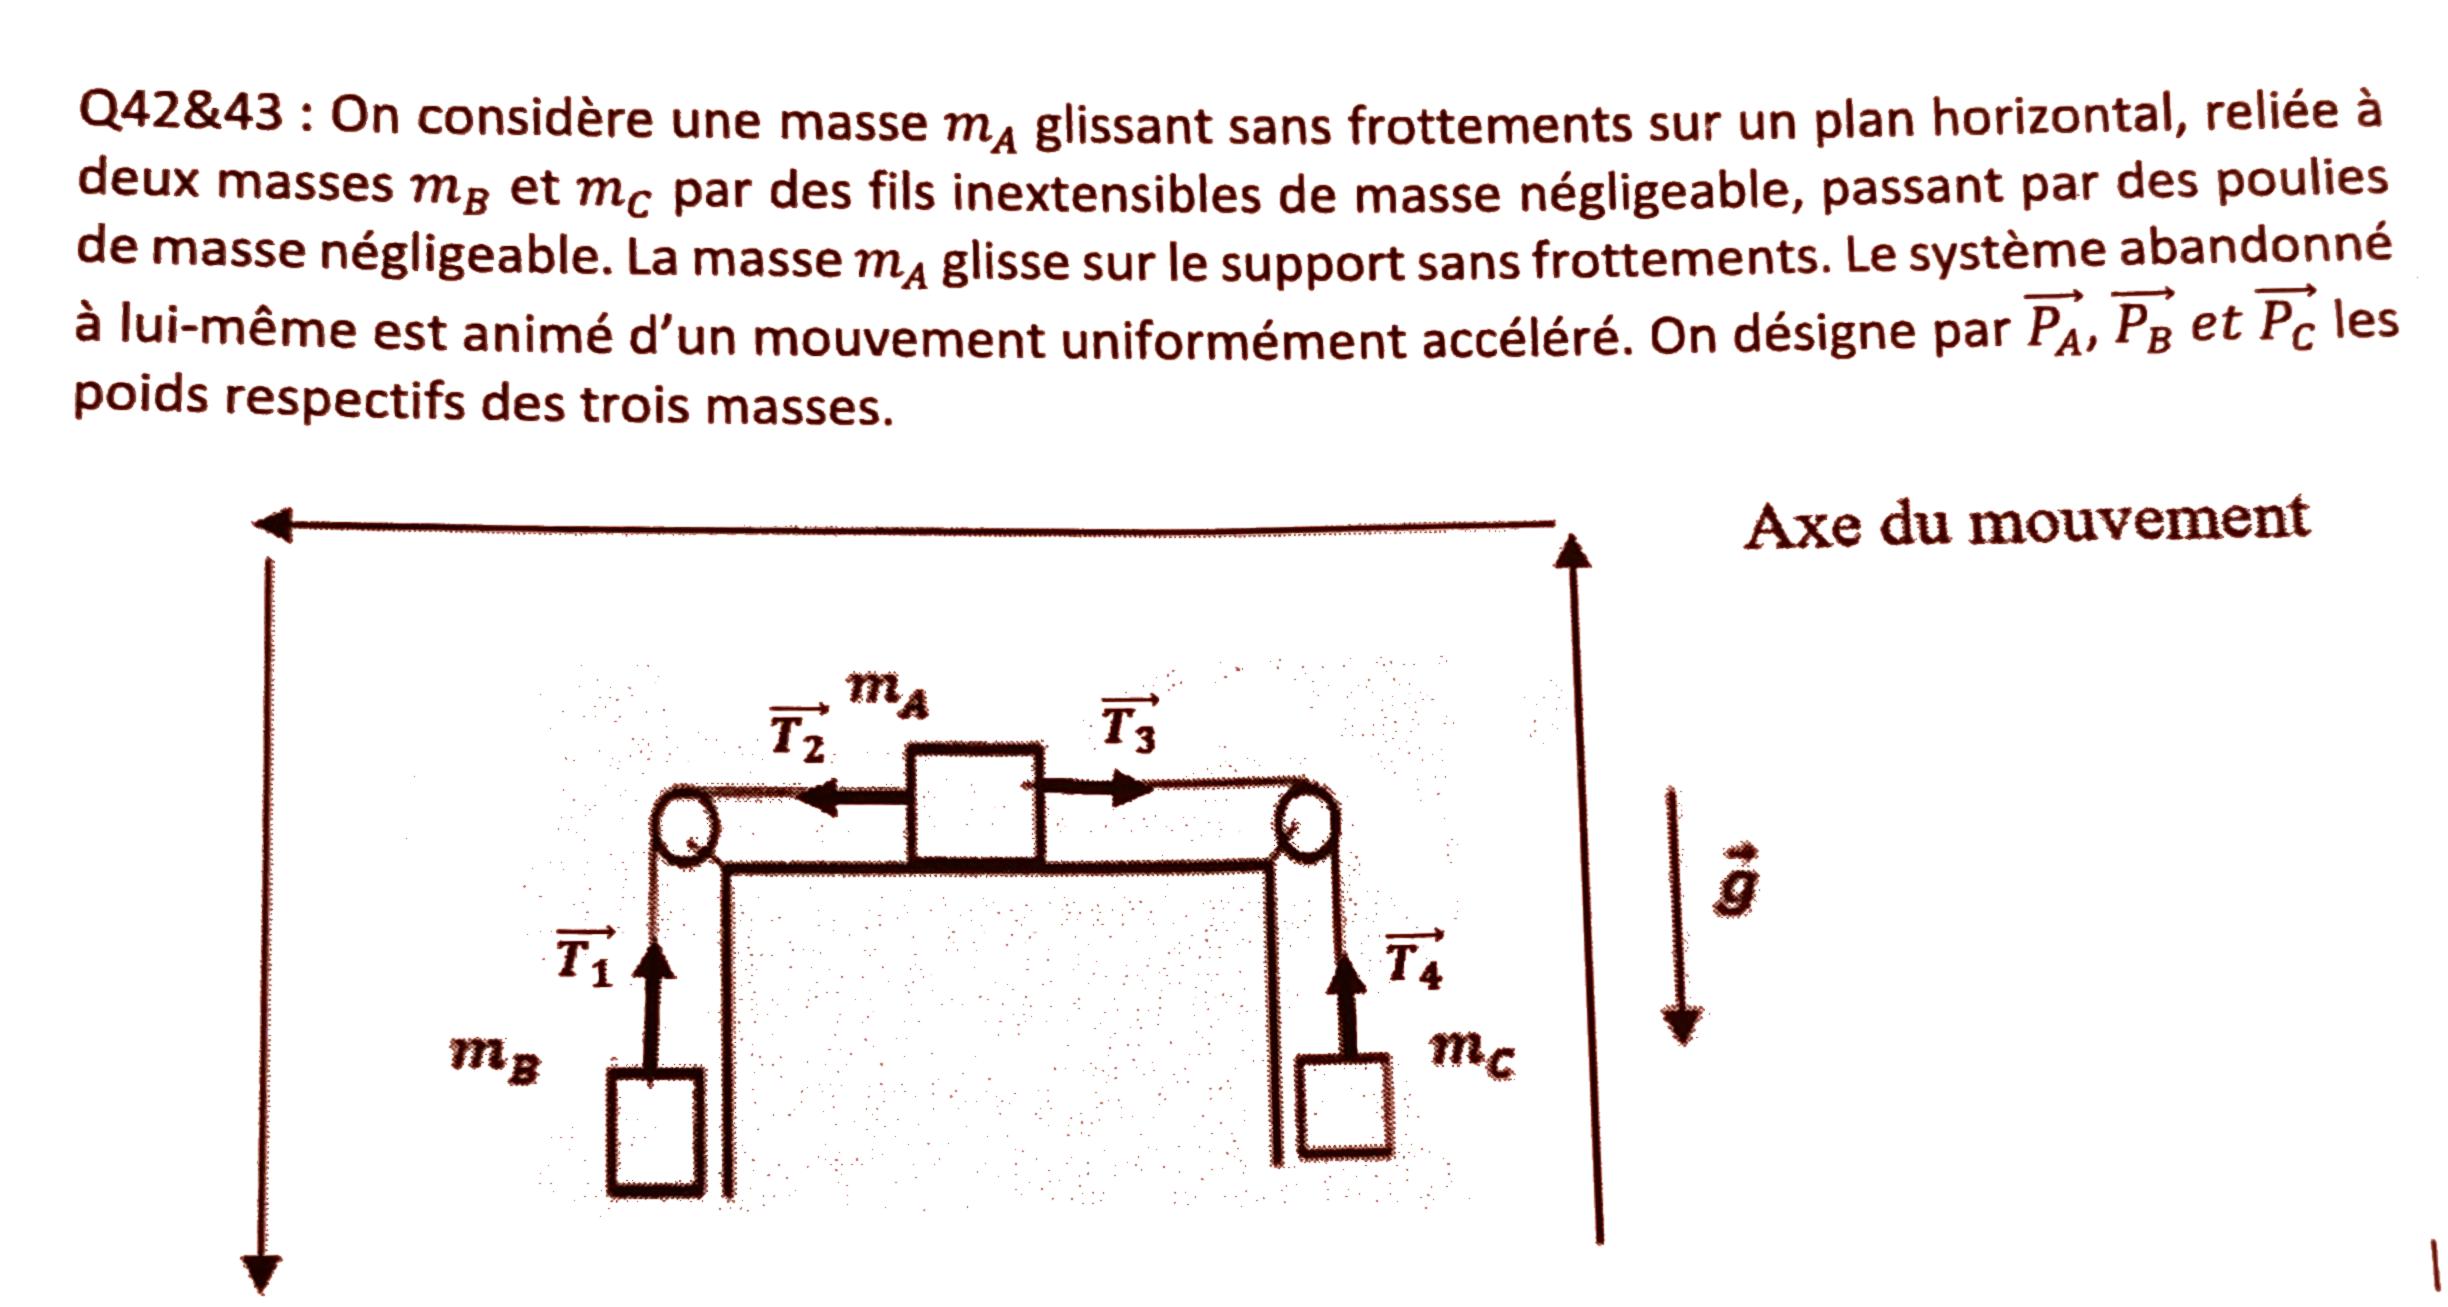 Q42&43 : On considère une masse m_A glissant sans frottements sur un plan horizontal, reliée à
deux masses m_B et m_C par des fils inextensibles de masse négligeable, passant par des poulies
de masse négligeable. La masse m_A glisse sur le support sans frottements. Le système abandonné
à lui-même est animé d'un mouvement uniformément accéléré. On désigne par \overrightarrow{P_A}, \overrightarrow{P_B} et \overrightarrow{P_C} les
poids respectifs des trois masses.
Axe du mouvement
m_A
\overrightarrow{T_2}
\overrightarrow{T_3}
\vec{g}
\overrightarrow{T_1}
\overrightarrow{T_4}
m_B
m_C